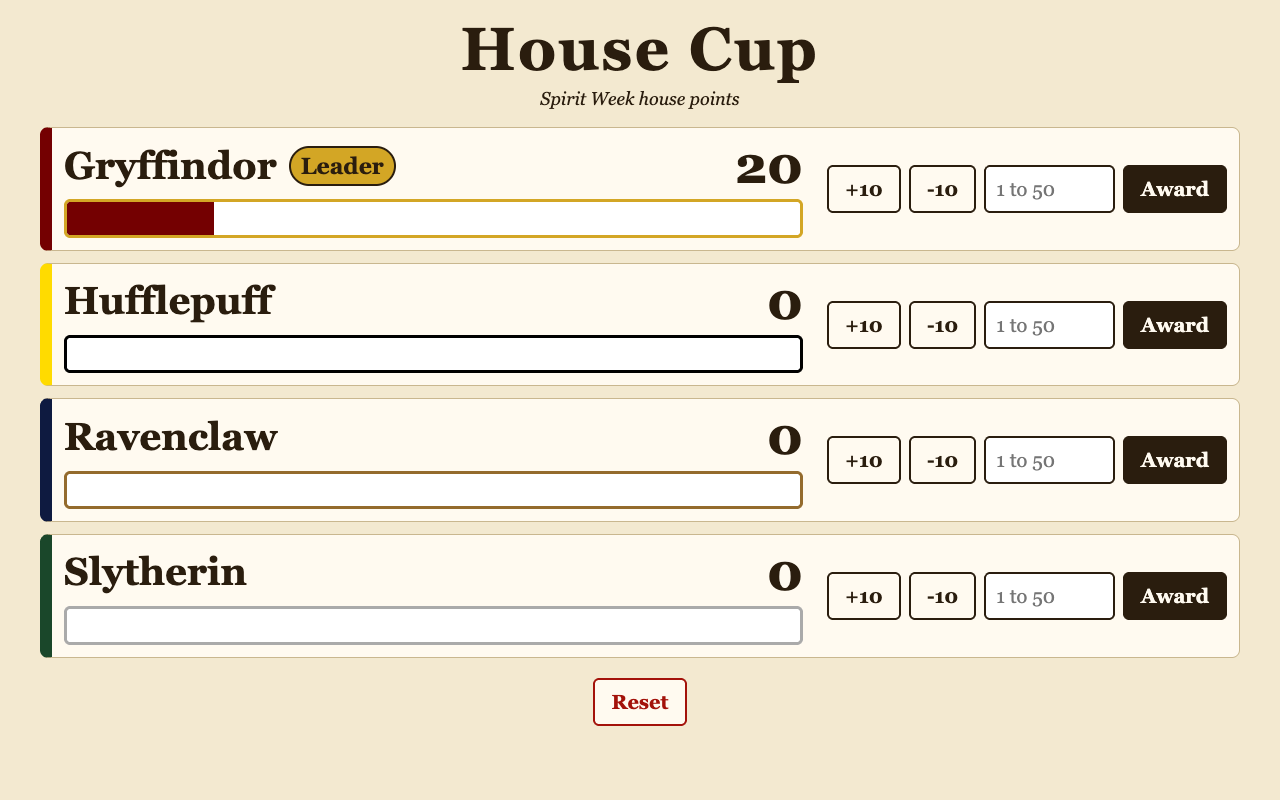 House Cup
Spirit Week house points
Gryffindor Leader 20 +10 -10 1 to 50 Award
Hufflepuff 0 +10 -10 1 to 50 Award
Ravenclaw 0 +10 -10 1 to 50 Award
Slytherin 0 +10 -10 1 to 50 Award
Reset